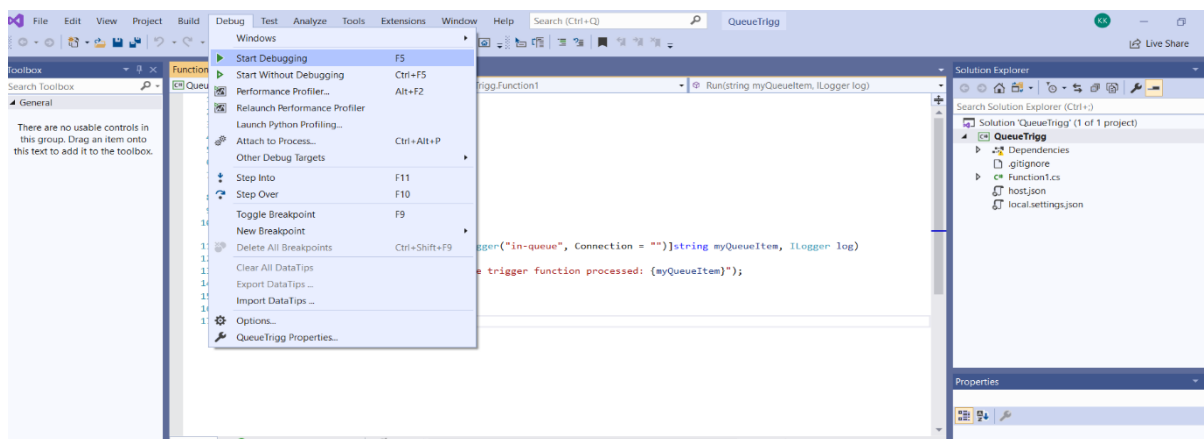 File Edit View Project Build Debug Test Analyze Tools Extensions Window Help Search (Ctrl+Q) QueueTrigg KK
Live Share
Toolbox
Search Toolbox
General
There are no usable controls in
this group. Drag an item onto
this text to add it to the toolbox.
Function
Queu
Windows
Start Debugging F5
Start Without Debugging Ctrl+F5
Performance Profiler... Alt+F2
Relaunch Performance Profiler
Launch Python Profiling...
Attach to Process... Ctrl+Alt+P
Other Debug Targets
Step Into F11
Step Over F10
Toggle Breakpoint F9
New Breakpoint
Delete All Breakpoints Ctrl+Shift+F9
Clear All DataTips
Export DataTips ...
Import DataTips ...
Options...
QueueTrigg Properties...
rigg.Function1 Run(string myQueueItem, ILogger log)
gger("in-queue", Connection = "")]string myQueueItem, ILogger log)
e trigger function processed: {myQueueItem}");
Solution Explorer
Search Solution Explorer (Ctrl+;)
Solution 'QueueTrigg' (1 of 1 project)
QueueTrigg
Dependencies
.gitignore
C# Function1.cs
host.json
local.settings.json
Properties